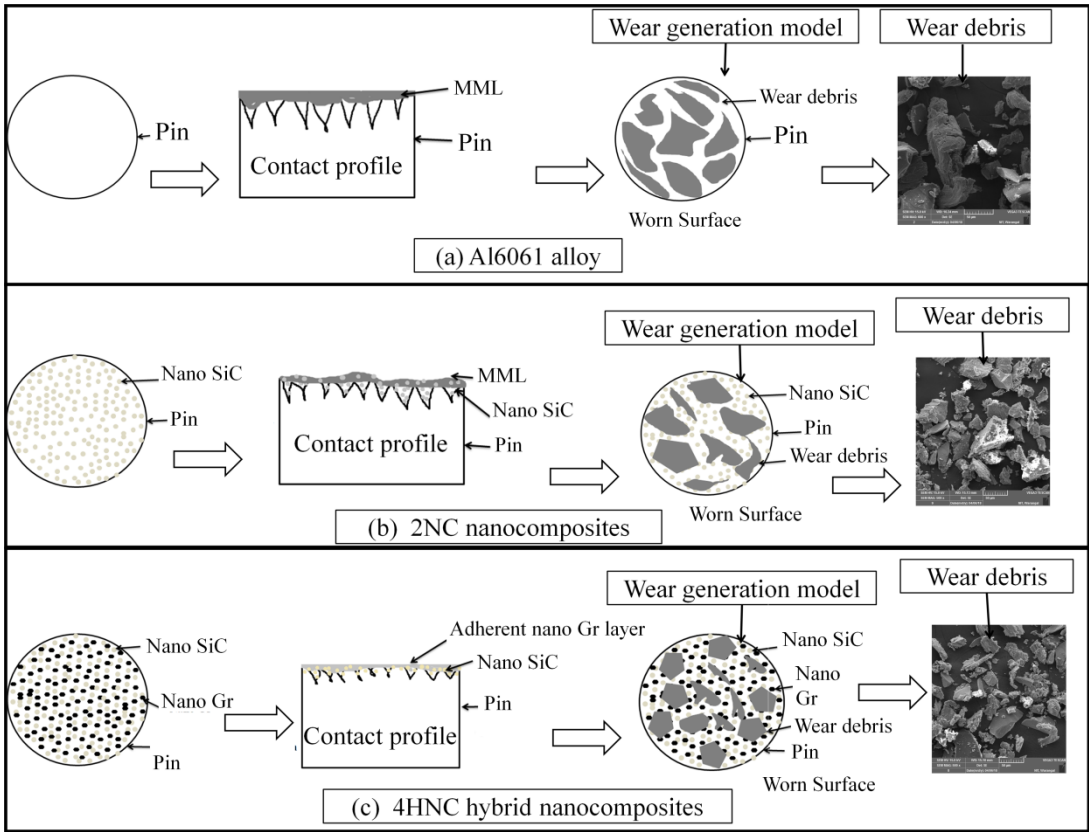 Wear generation model
Wear debris
MML
Wear debris
Pin
Pin
Pin
Contact profile
Worn Surface
(a) Al6061 alloy
Wear generation model
Wear debris
Nano SiC
MML
Nano SiC
Nano SiC
Pin
Pin
Contact profile
Pin
Wear debris
Worn Surface
(b) 2NC nanocomposites
Wear generation model
Wear debris
Nano SiC
Adherent nano Gr layer
Nano SiC
Nano SiC
Nano Gr
Pin
Nano
Gr
Contact profile
Wear debris
Pin
Pin
Worn Surface
(c) 4HNC hybrid nanocomposites